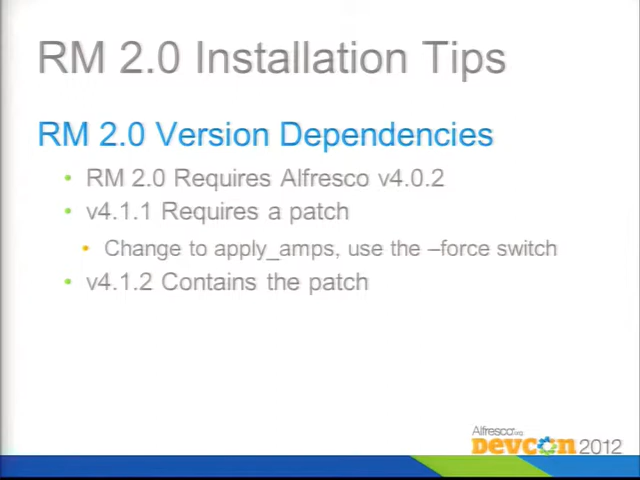 RM 2.0 Installation Tips
RM 2.0 Version Dependencies
• RM 2.0 Requires Alfresco v4.0.2
• v4.1.1 Requires a patch
• Change to apply_amps, use the –force switch
• v4.1.2 Contains the patch
Alfresco.org
DevCon 2012